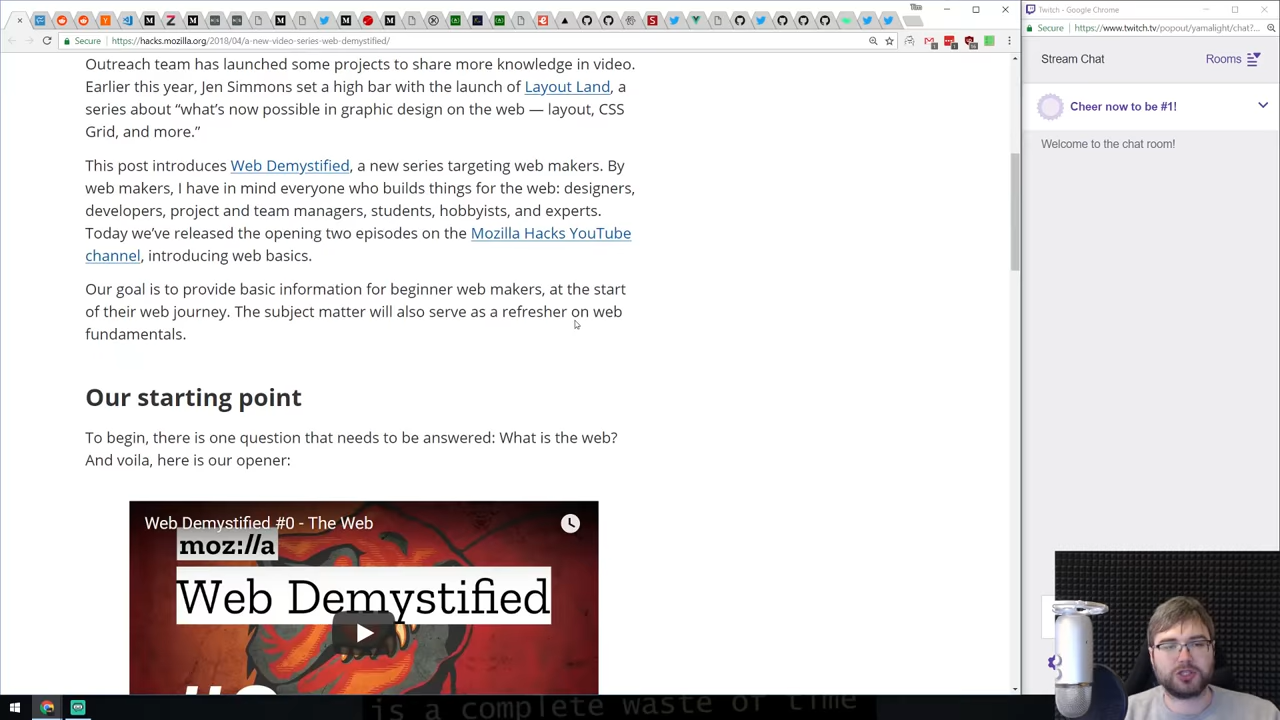 Tim
Twitch - Google Chrome
Secure
https://hacks.mozilla.org/2018/04/a-new-video-series-web-demystified/
Secure
https://www.twitch.tv/popout/yamalight/chat?...
Stream Chat
Rooms
Cheer now to be #1!
Welcome to the chat room!
Outreach team has launched some projects to share more knowledge in video.
Earlier this year, Jen Simmons set a high bar with the launch of Layout Land, a
series about “what’s now possible in graphic design on the web — layout, CSS
Grid, and more.”
This post introduces Web Demystified, a new series targeting web makers. By
web makers, I have in mind everyone who builds things for the web: designers,
developers, project and team managers, students, hobbyists, and experts.
Today we’ve released the opening two episodes on the Mozilla Hacks YouTube
channel, introducing web basics.
Our goal is to provide basic information for beginner web makers, at the start
of their web journey. The subject matter will also serve as a refresher on web
fundamentals.
Our starting point
To begin, there is one question that needs to be answered: What is the web?
And voila, here is our opener:
Web Demystified #0 - The Web
moz://a
Web Demystified
is a complete waste of time